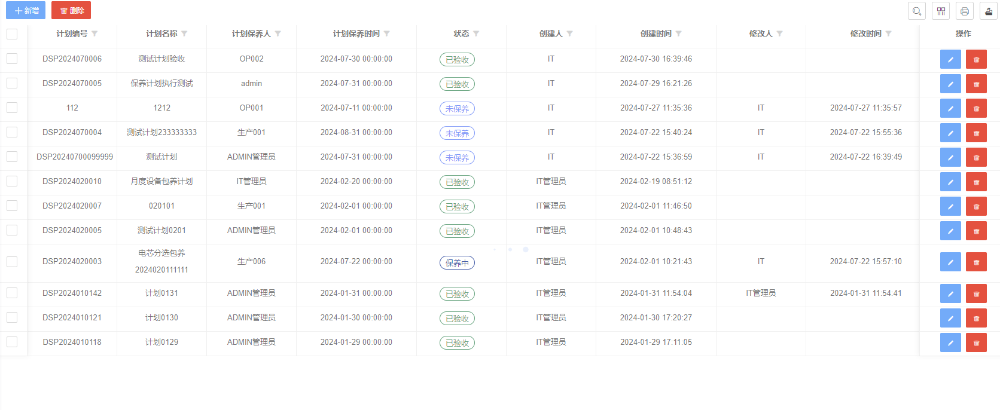 新增 删除
计划编号 计划名称 计划保养人 计划保养时间 状态 创建人 创建时间 修改人 修改时间 操作
DSP2024070006 测试计划验收 OP002 2024-07-30 00:00:00 已验收 IT 2024-07-30 16:39:46
DSP2024070005 保养计划执行测试 admin 2024-07-31 00:00:00 已验收 IT 2024-07-29 16:21:26
112 1212 OP001 2024-07-11 00:00:00 未保养 IT 2024-07-27 11:35:36 IT 2024-07-27 11:35:57
DSP2024070004 测试计划233333333 生产001 2024-08-31 00:00:00 未保养 IT 2024-07-22 15:40:24 IT 2024-07-22 15:55:36
DSP20240700099999 测试计划 ADMIN管理员 2024-07-31 00:00:00 未保养 IT 2024-07-22 15:36:59 IT 2024-07-22 16:39:49
DSP2024020010 月度设备包养计划 IT管理员 2024-02-20 00:00:00 已验收 IT管理员 2024-02-19 08:51:12
DSP2024020007 020101 生产001 2024-02-01 00:00:00 已验收 IT管理员 2024-02-01 11:46:50
DSP2024020005 测试计划0201 ADMIN管理员 2024-02-01 00:00:00 已验收 IT管理员 2024-02-01 10:48:43
DSP2024020003 电芯分选包养 生产006 2024-07-22 00:00:00 保养中 IT管理员 2024-02-01 10:21:43 IT 2024-07-22 15:57:10
2024020111111
DSP2024010142 计划0131 ADMIN管理员 2024-01-31 00:00:00 已验收 IT管理员 2024-01-31 11:54:04 IT管理员 2024-01-31 11:54:41
DSP2024010121 计划0130 ADMIN管理员 2024-01-30 00:00:00 已验收 IT管理员 2024-01-30 17:20:27
DSP2024010118 计划0129 ADMIN管理员 2024-01-29 00:00:00 已验收 IT管理员 2024-01-29 17:11:05